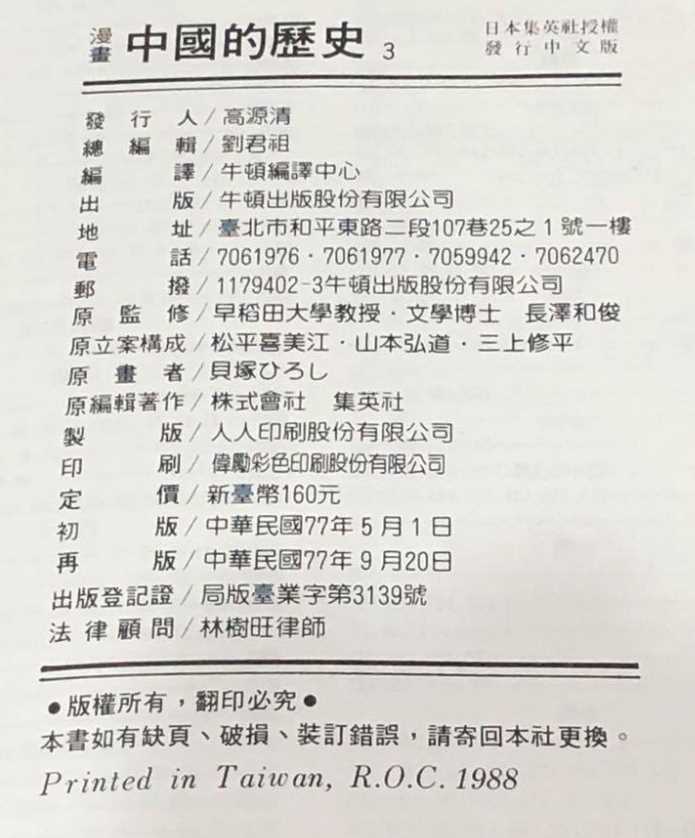 漫畫 中國的歷史 3
日本集英社授權
發行中文版
發行人/高源清
總編輯/劉君祖
編譯/牛頓編譯中心
出版/牛頓出版股份有限公司
地址/臺北市和平東路二段107巷25之1號一樓
電話/7061976·7061977·7059942·7062470
郵撥/1179402-3牛頓出版股份有限公司
原監修/早稻田大學教授·文學博士 長澤和俊
原立案構成/松平喜美江·山本弘道·三上修平
原畫者/貝塚ひろし
原編輯著作/株式會社 集英社
製版/人人印刷股份有限公司
印刷/偉勵彩色印刷股份有限公司
定價/新臺幣160元
初版/中華民國77年5月1日
再版/中華民國77年9月20日
出版登記證/局版臺業字第3139號
法律顧問/林樹旺律師
●版權所有，翻印必究●
本書如有缺頁、破損、裝訂錯誤，請寄回本社更換。
Printed in Taiwan, R.O.C. 1988